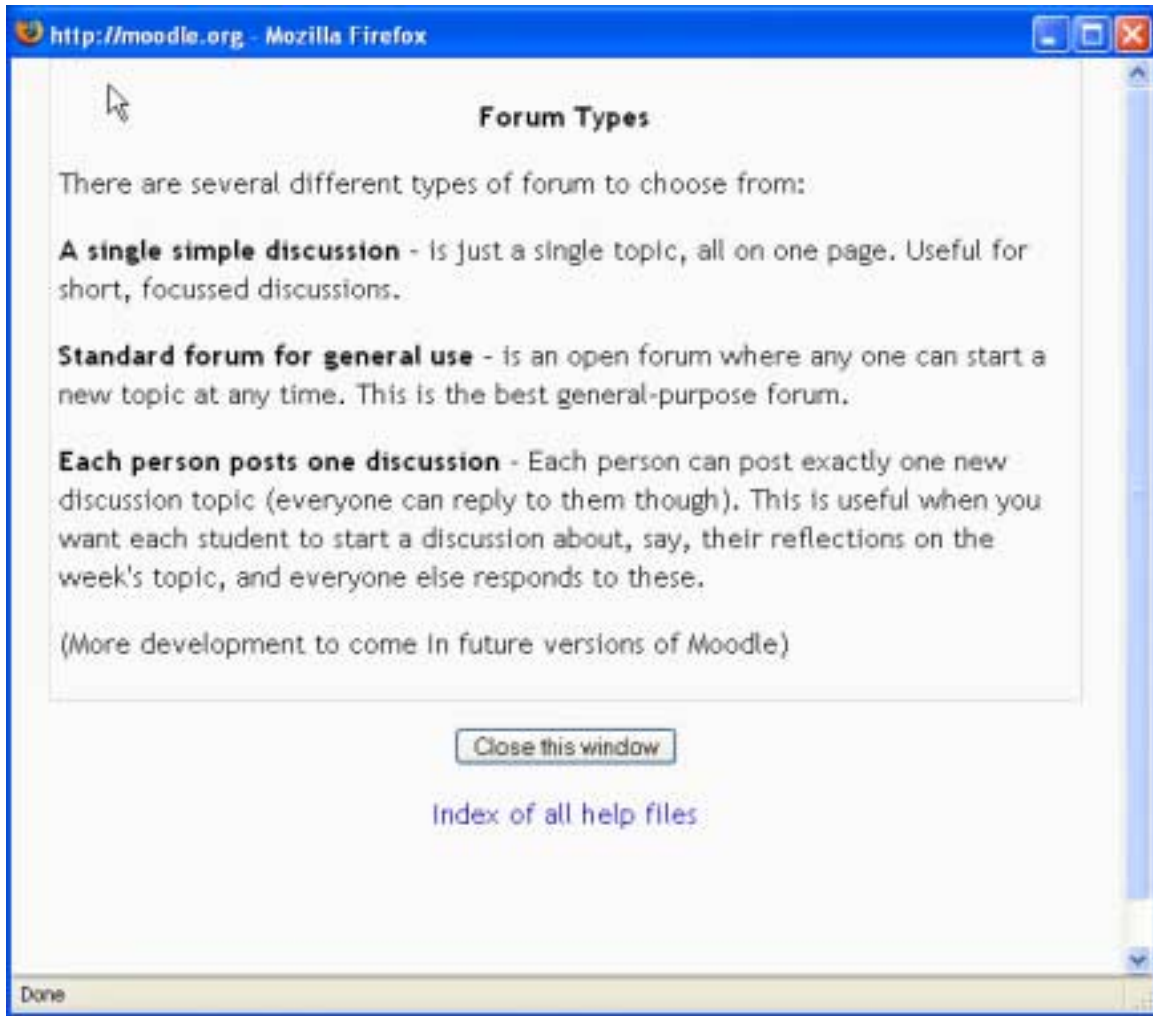 http://moodle.org - Mozilla Firefox
Forum Types
There are several different types of forum to choose from:
A single simple discussion - is just a single topic, all on one page. Useful for
short, focussed discussions.
Standard forum for general use - is an open forum where any one can start a
new topic at any time. This is the best general-purpose forum.
Each person posts one discussion - Each person can post exactly one new
discussion topic (everyone can reply to them though). This is useful when you
want each student to start a discussion about, say, their reflections on the
week's topic, and everyone else responds to these.
(More development to come in future versions of Moodle)
Close this window
Index of all help files
Done